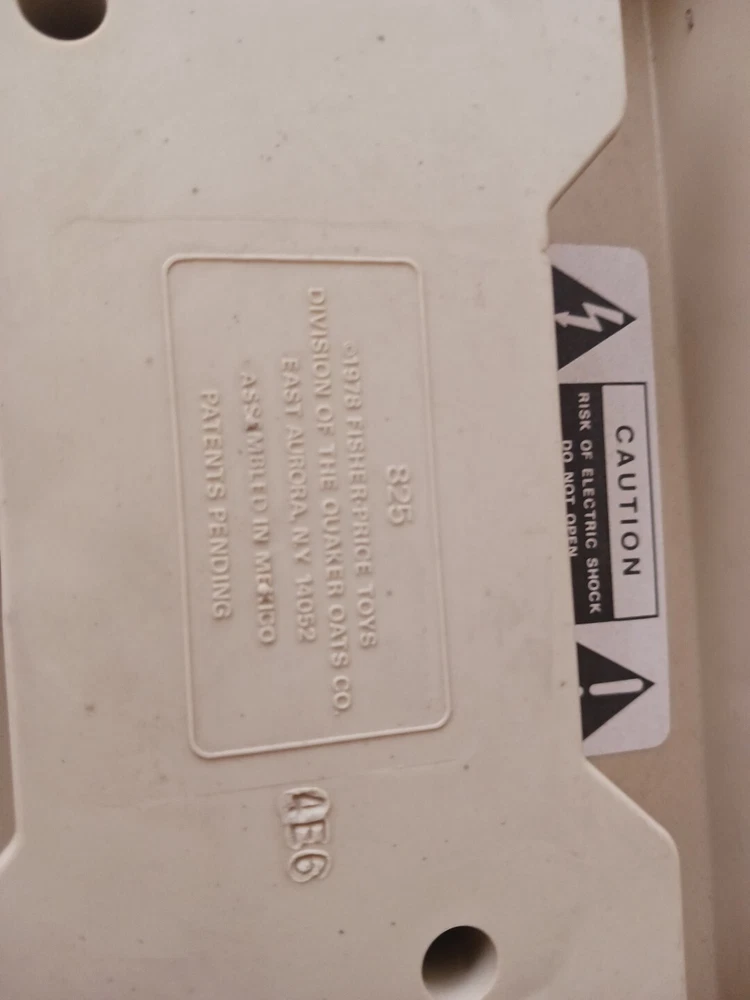 825
©1978 FISHER-PRICE TOYS
DIVISION OF THE QUAKER OATS CO.
EAST AURORA, NY 14052
ASSEMBLED IN MEXICO
PATENTS PENDING
4B6
CAUTION
RISK OF ELECTRIC SHOCK
DO NOT OPEN